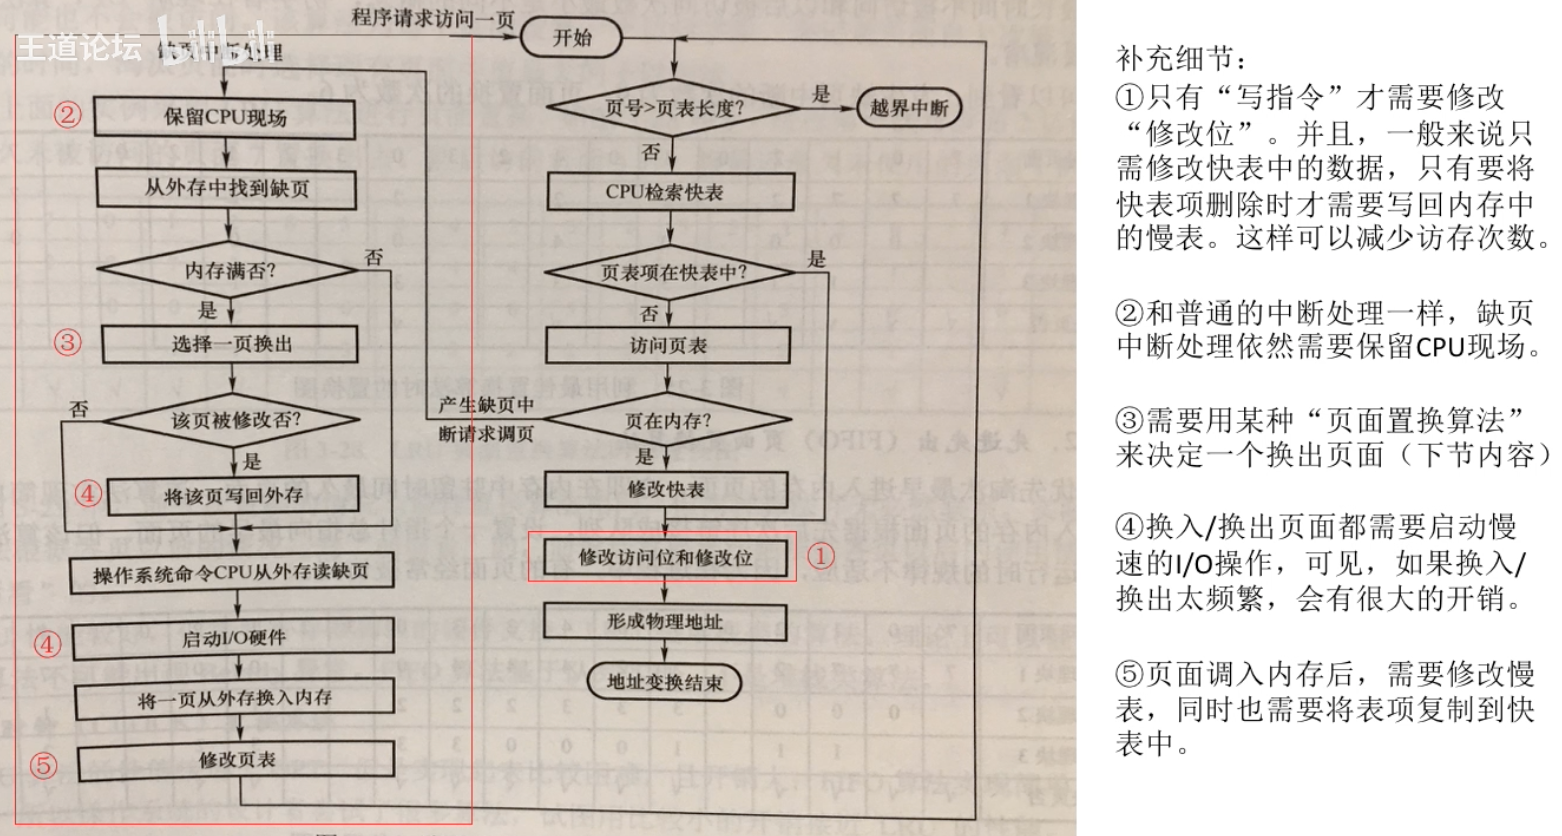 程序请求访问一页
开始
王道论坛
缺页中断处理
页号>页表长度？
是
越界中断
否
CPU检索快表
页表项在快表中？
是
否
访问页表
页在内存？
产生缺页中
断请求调页
是
修改快表
修改访问位和修改位
①
形成物理地址
地址变换结束
②
保留CPU现场
从外存中找到缺页
内存满否？
否
是
③
选择一页换出
该页被修改否？
否
是
④
将该页写回外存
操作系统命令CPU从外存读缺页
④
启动I/O硬件
将一页从外存换入内存
⑤
修改页表
补充细节：
①只有“写指令”才需要修改
“修改位”。并且，一般来说只
需修改快表中的数据，只有要将
快表项删除时才需要写回内存中
的慢表。这样可以减少访存次数。
②和普通的中断处理一样，缺页
中断处理依然需要保留CPU现场。
③需要用某种“页面置换算法”
来决定一个换出页面（下节内容）
④换入/换出页面都需要启动慢
速的I/O操作，可见，如果换入/
换出太频繁，会有很大的开销。
⑤页面调入内存后，需要修改慢
表，同时也需要将表项复制到快
表中。